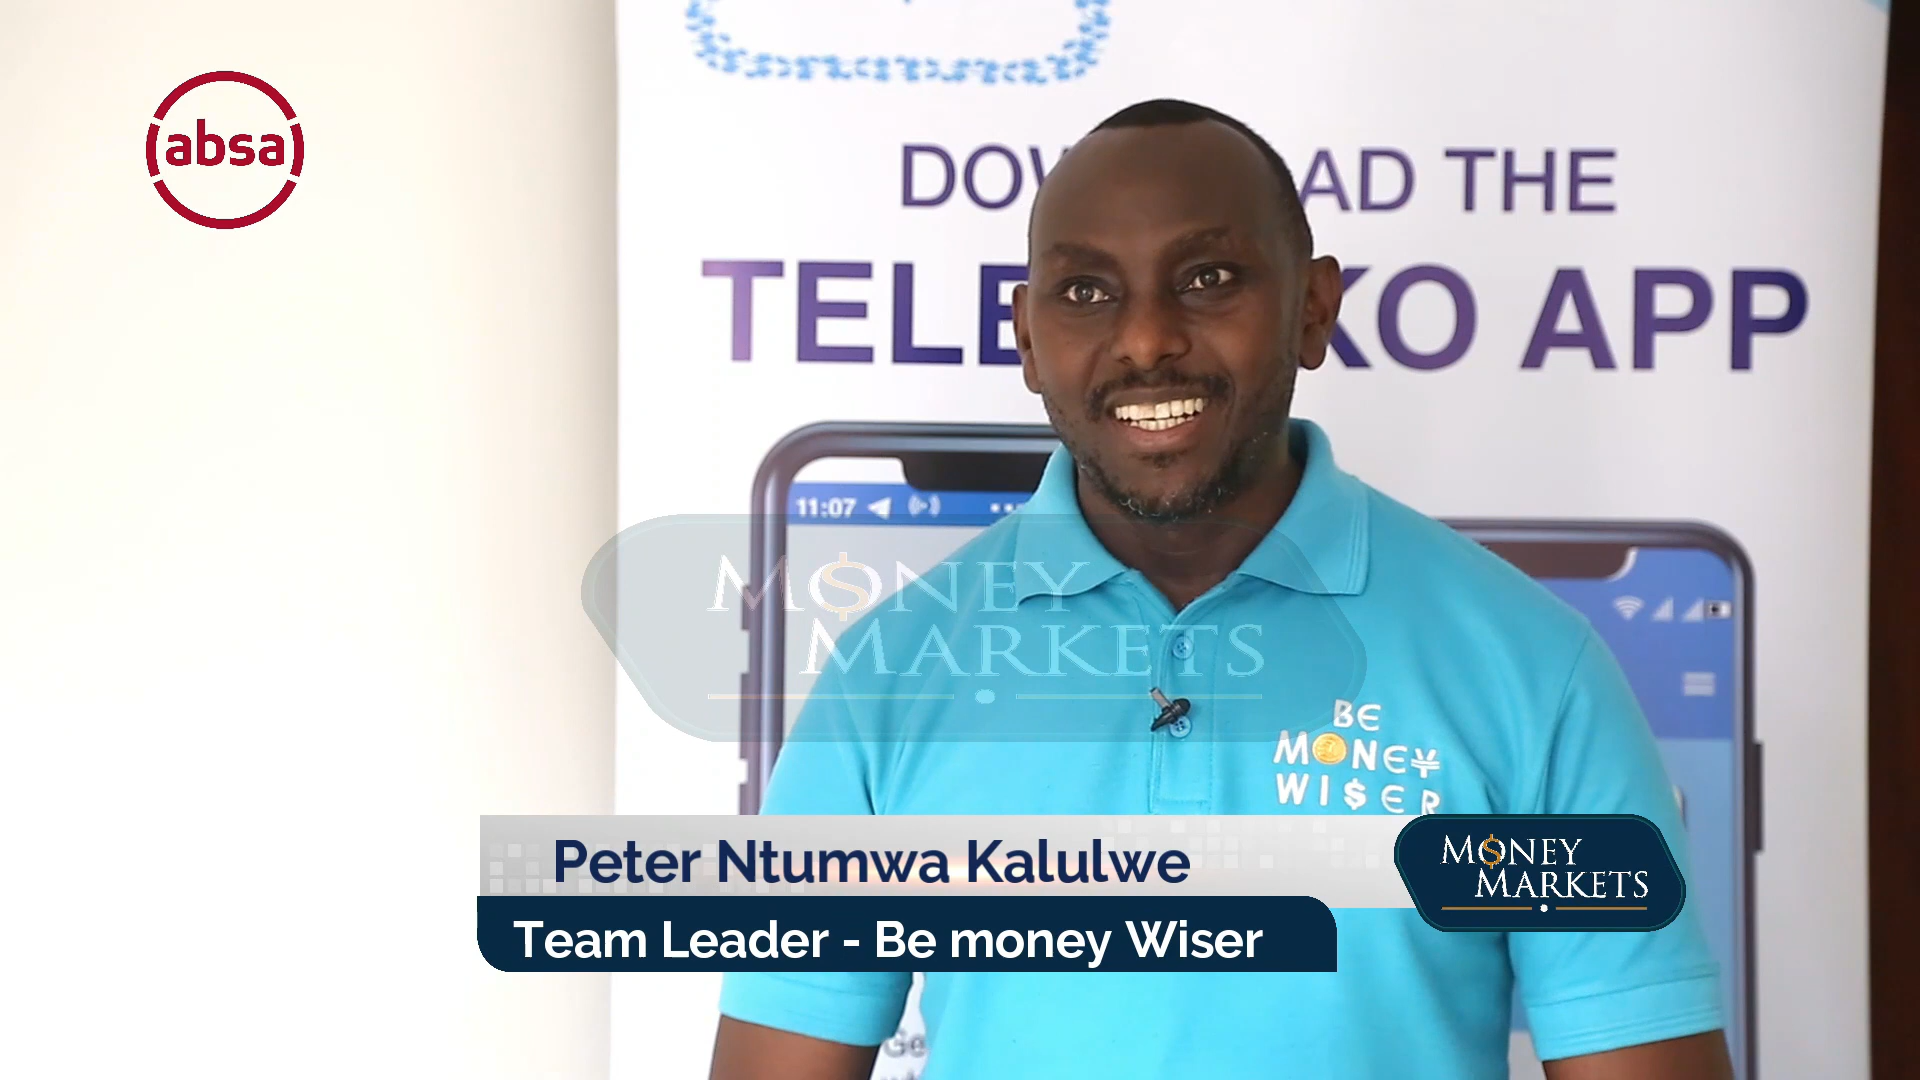 absa
DOW AD THE
TELE KO APP
11:07
MONEY
MARKETS
BE
MONEY
WISER
Peter Ntumwa Kalulwe
Team Leader - Be money Wiser
MONEY
MARKETS
Ge